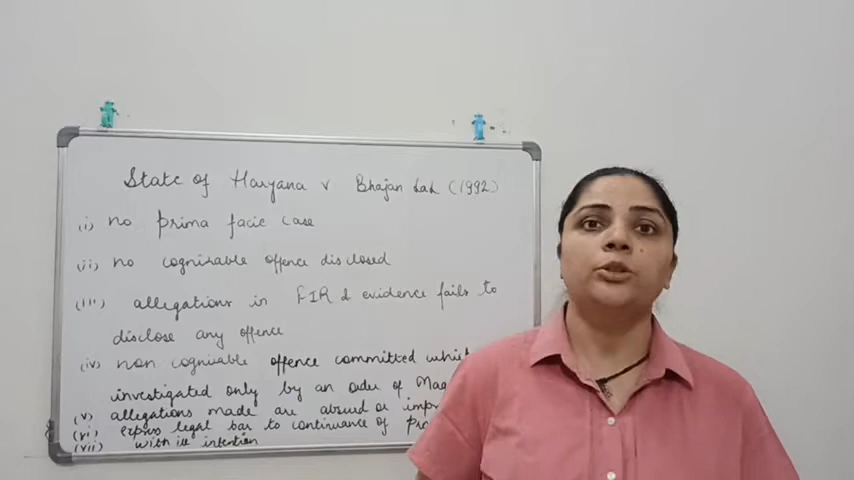 State of Haryana v Bhajan Lal (1992)
(i) no prima facie case
(ii) no cognizable offence disclosed
(iii) allegations in FIR & evidence fails to
disclose any offence
(iv) non cognizable offence committed
investigated only by an order of
(v) allegations made are absurd or
(vi) express legal bar to continuance of
(vii) with ill intention